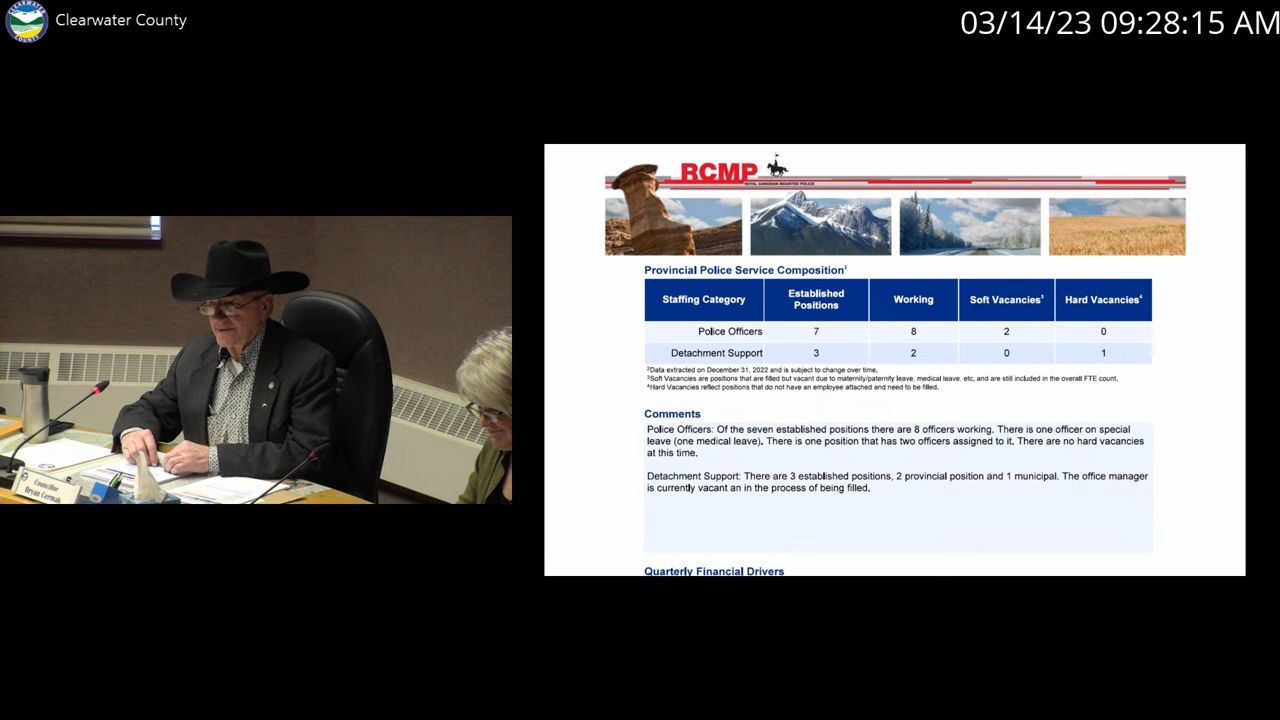 Clearwater County
03/14/23 09:28:15 AM
CLEARWATER
COUNTY
Councillor
Bryan Cermak
RCMP
ROYAL CANADIAN MOUNTED POLICE
Provincial Police Service Composition²
Staffing Category Established Positions Working Soft Vacancies³ Hard Vacancies⁴
Police Officers 7 8 2 0
Detachment Support 3 2 0 1
²Data extracted on December 31, 2022 and is subject to change over time.
³Soft Vacancies are positions that are filled but vacant due to maternity/paternity leave, medical leave, etc, and are still included in the overall FTE count.
⁴Hard Vacancies reflect positions that do not have an employee attached and need to be filled.
Comments
Police Officers: Of the seven established positions there are 8 officers working. There is one officer on special
leave (one medical leave). There is one position that has two officers assigned to it. There are no hard vacancies
at this time.
Detachment Support: There are 3 established positions, 2 provincial position and 1 municipal. The office manager
is currently vacant an in the process of being filled.
Quarterly Financial Drivers